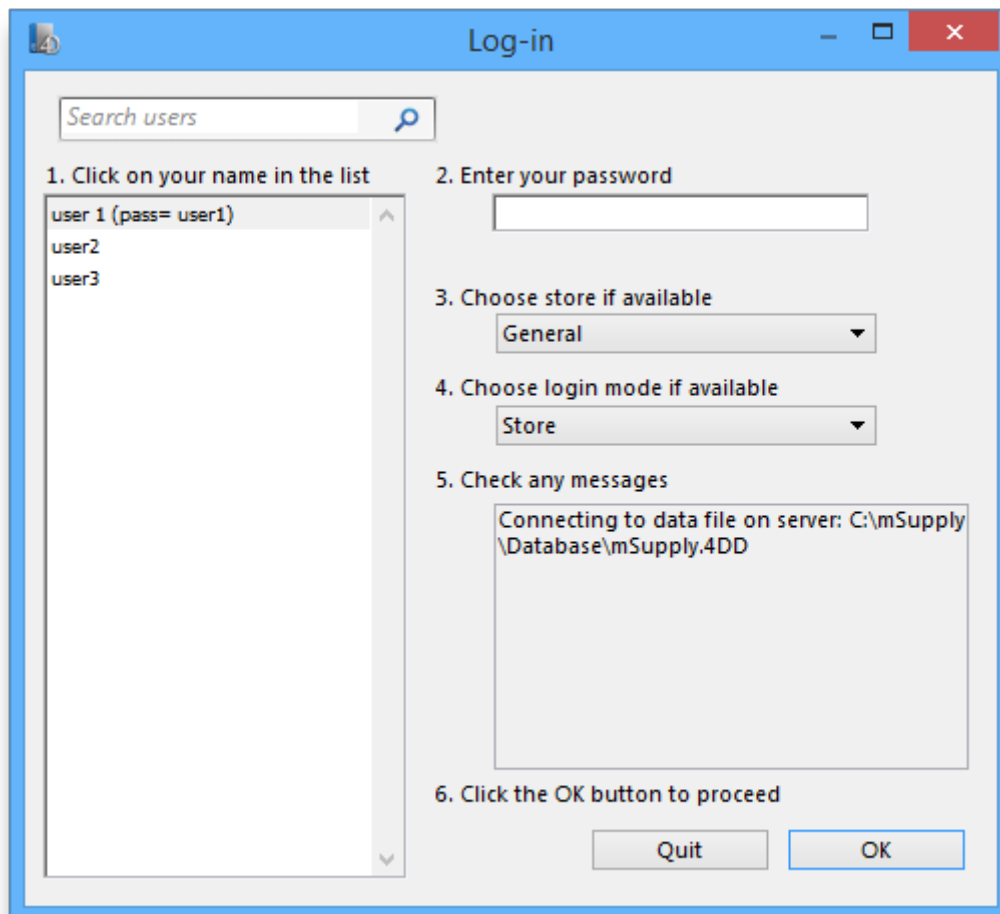 Log-in
Search users
1. Click on your name in the list
user 1 (pass= user1)
user2
user3
2. Enter your password
3. Choose store if available
General
4. Choose login mode if available
Store
5. Check any messages
Connecting to data file on server: C:\mSupply
\Database\mSupply.4DD
6. Click the OK button to proceed
Quit
OK